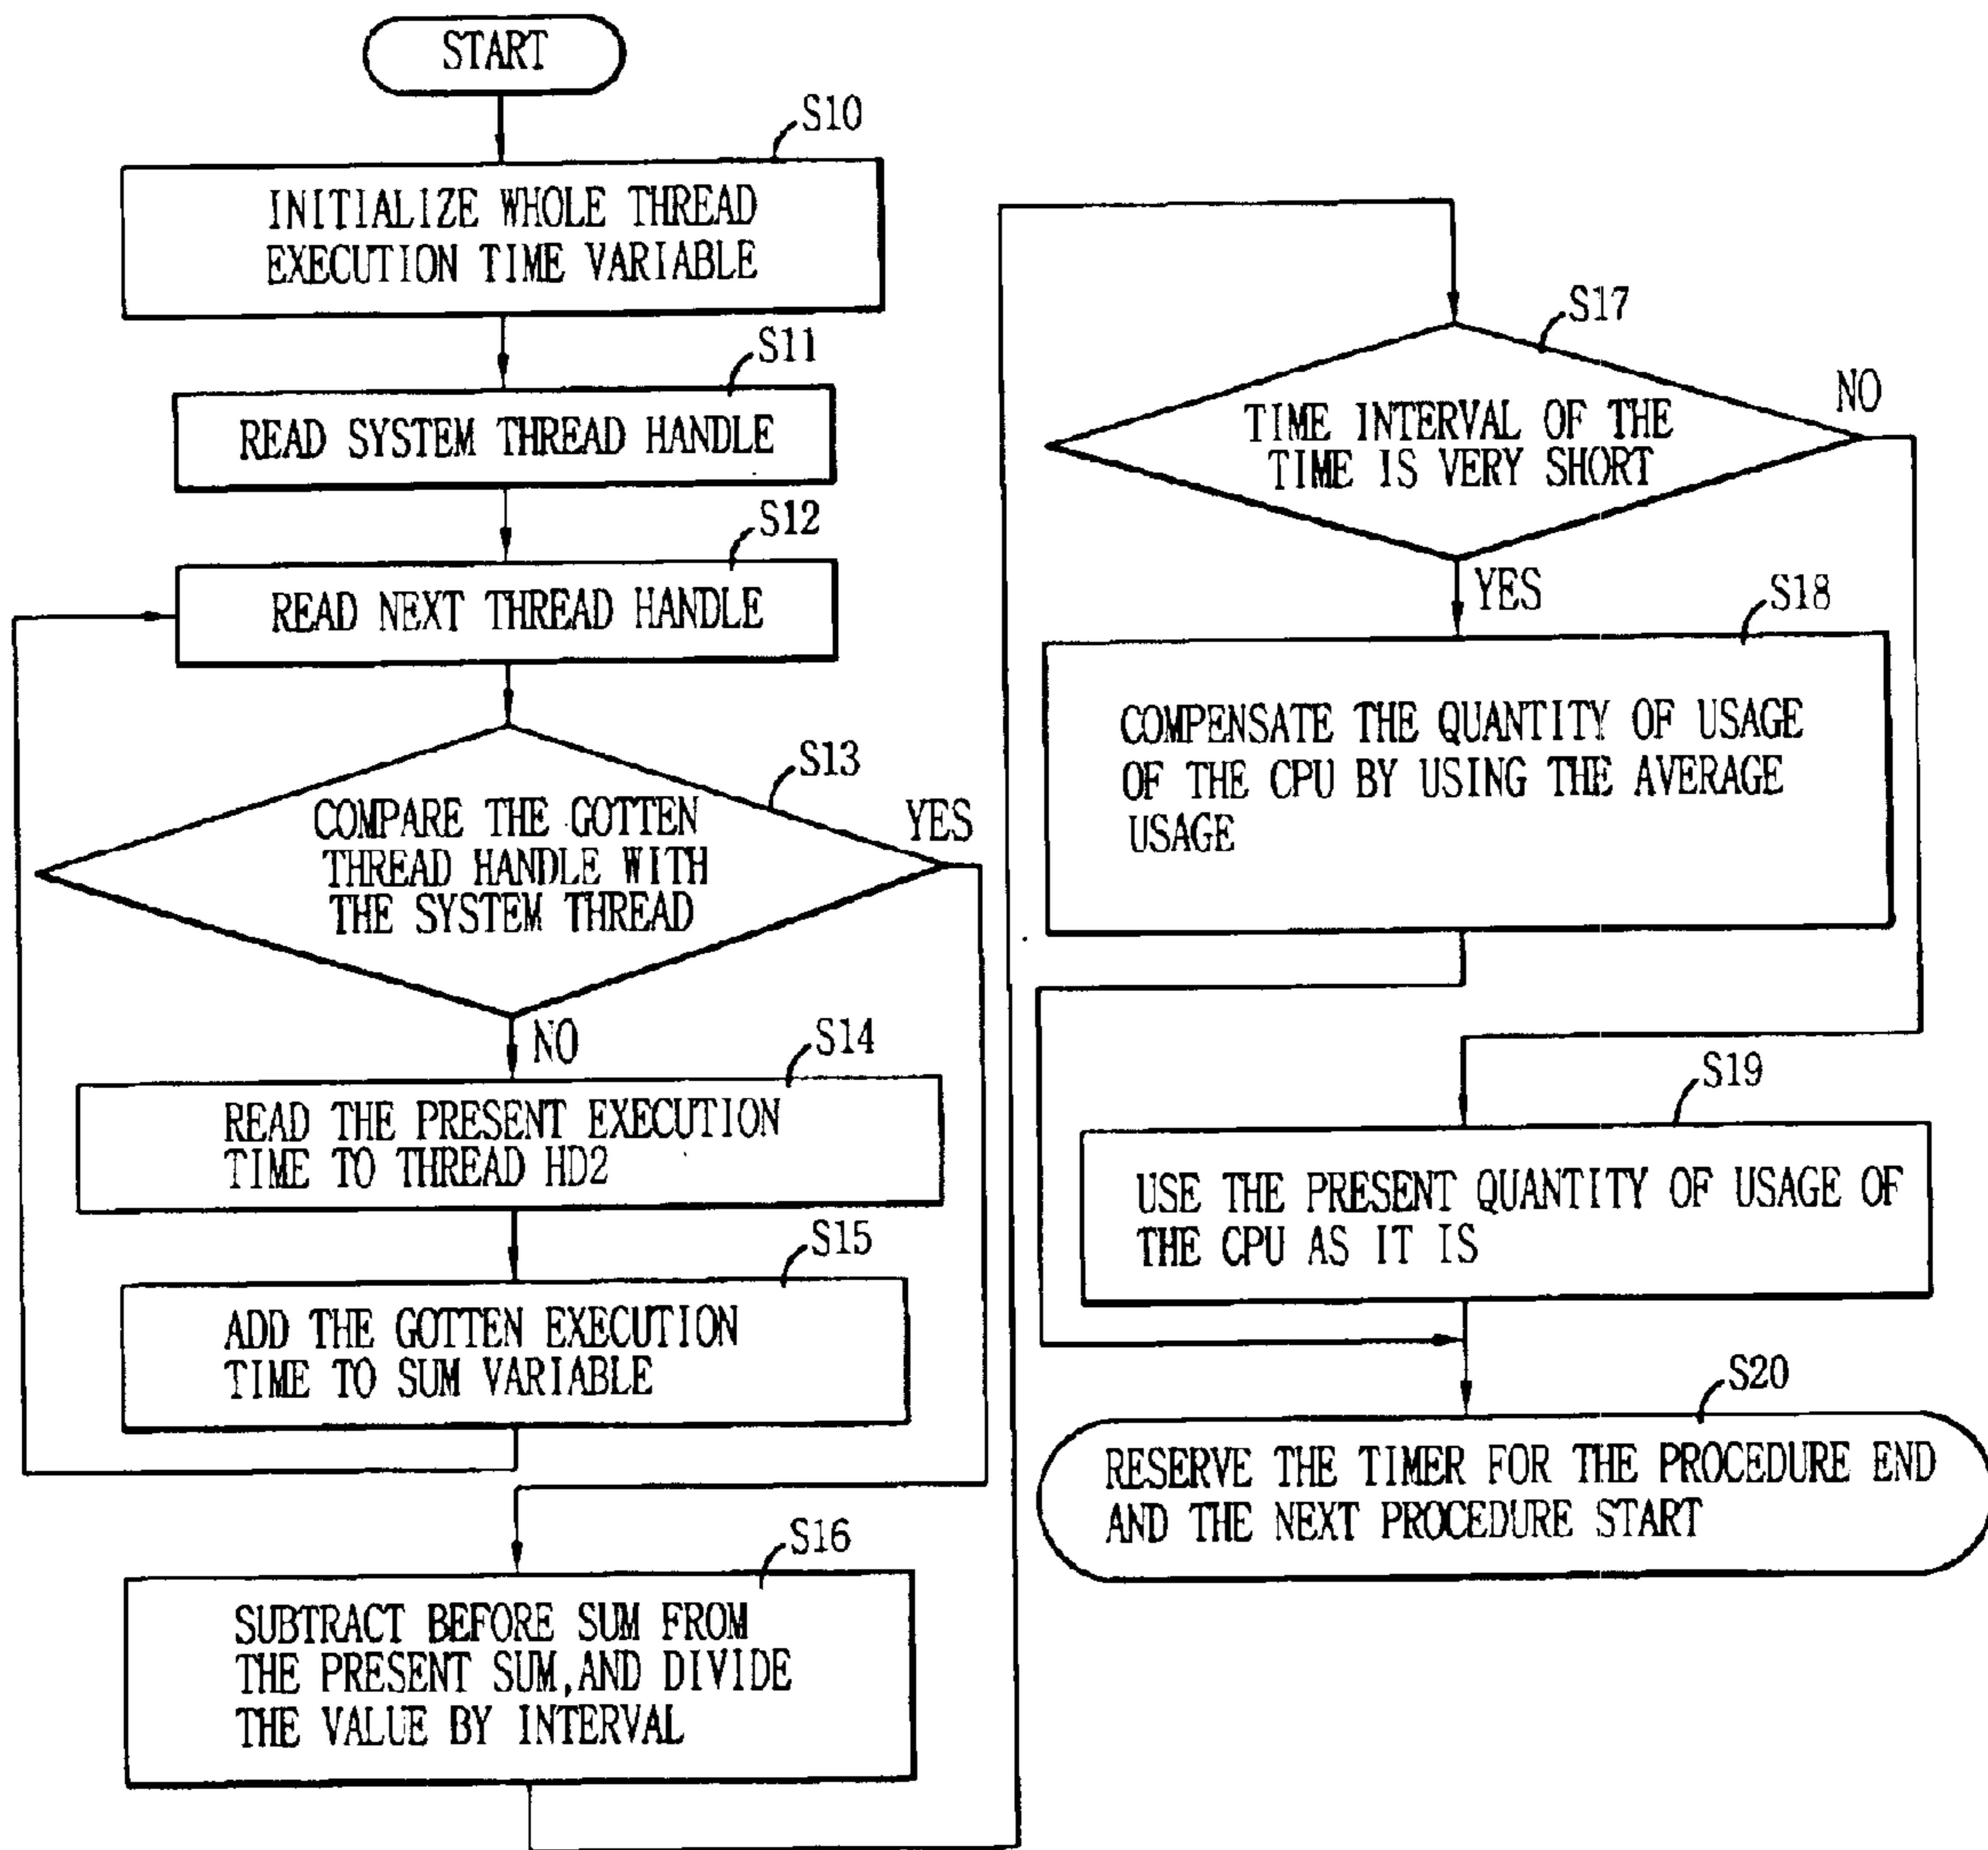 START
S10
INITIALIZE WHOLE THREAD
EXECUTION TIME VARIABLE
S11
READ SYSTEM THREAD HANDLE
S12
READ NEXT THREAD HANDLE
S13
COMPARE THE GOTTEN
THREAD HANDLE WITH
THE SYSTEM THREAD
YES
NO
S14
READ THE PRESENT EXECUTION
TIME TO THREAD HD2
S15
ADD THE GOTTEN EXECUTION
TIME TO SUM VARIABLE
S16
SUBTRACT BEFORE SUM FROM
THE PRESENT SUM,AND DIVIDE
THE VALUE BY INTERVAL
S17
TIME INTERVAL OF THE
TIME IS VERY SHORT
NO
YES
S18
COMPENSATE THE QUANTITY OF USAGE
OF THE CPU BY USING THE AVERAGE
USAGE
S19
USE THE PRESENT QUANTITY OF USAGE OF
THE CPU AS IT IS
S20
RESERVE THE TIMER FOR THE PROCEDURE END
AND THE NEXT PROCEDURE START